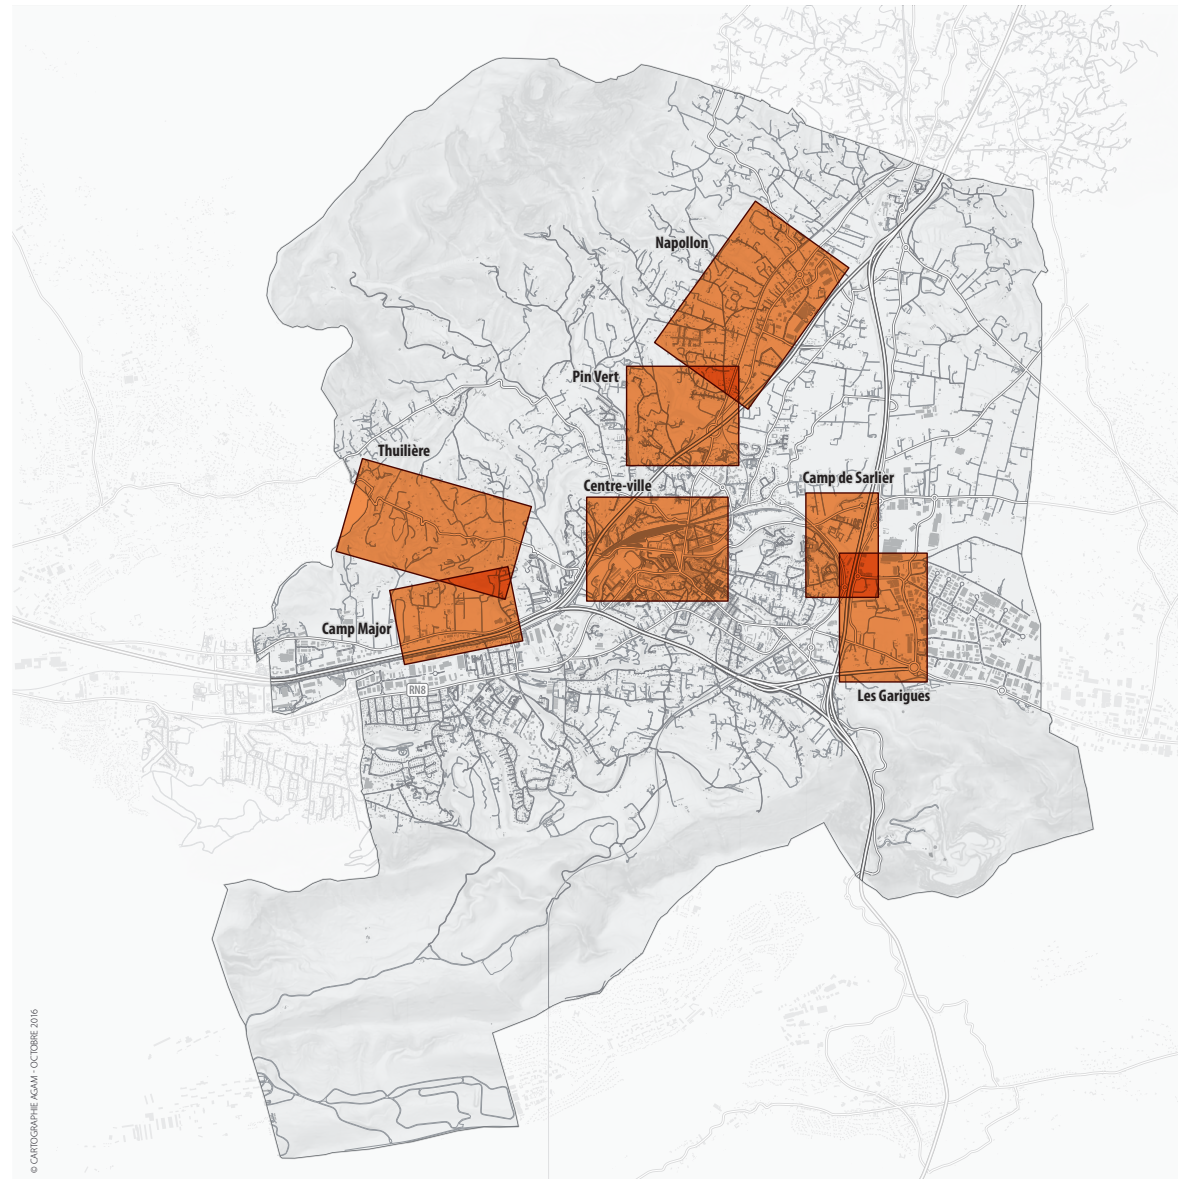 Napollon
Pin Vert
Thuilière
Camp de Sarlier
Centre-ville
Camp Major
RN8
Les Garigues
© CARTOGRAPHIE AGAM - OCTOBRE 2016